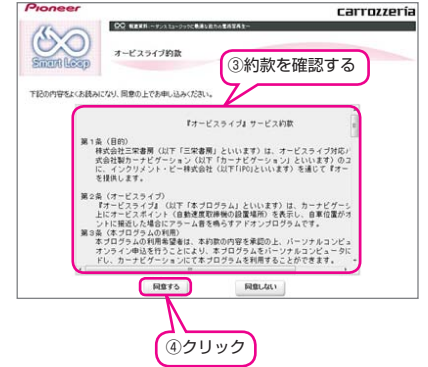 Pioneer
carrozzeria
Smart Loop
オービスライブ約款
③約款を確認する
下記の内容をよくお読みになり、同意の上でお申し込みください。
『オービスライブ』サービス約款
第1条（目的）
株式会社三栄書房（以下「三栄書房」といいます）は、オービスライブ対応パ
式会社製カーナビゲーション（以下「カーナビゲーション」といいます）のユ
に、インクリメント・ピー株式会社（以下「IPC」といいます）を通じて『オー
を提供します。
第2条（オービスライブ）
『オービスライブ』（以下「本プログラム」といいます）は、カーナビゲーシ
上にオービスポイント（自動速度取締機の設置場所）を表示し、自車位置がオ
ントに接近した場合にアラーム音を鳴らすアドオンプログラムです。
第3条（本プログラムの利用）
本プログラムの利用希望者は、本約款の内容を承認の上、パーソナルコンピュ
オンライン申込を行うことにより、本プログラムをパーソナルコンピュータに
ドし、カーナビゲーションにて本プログラムを利用することができます。
同意する
同意しない
④クリック